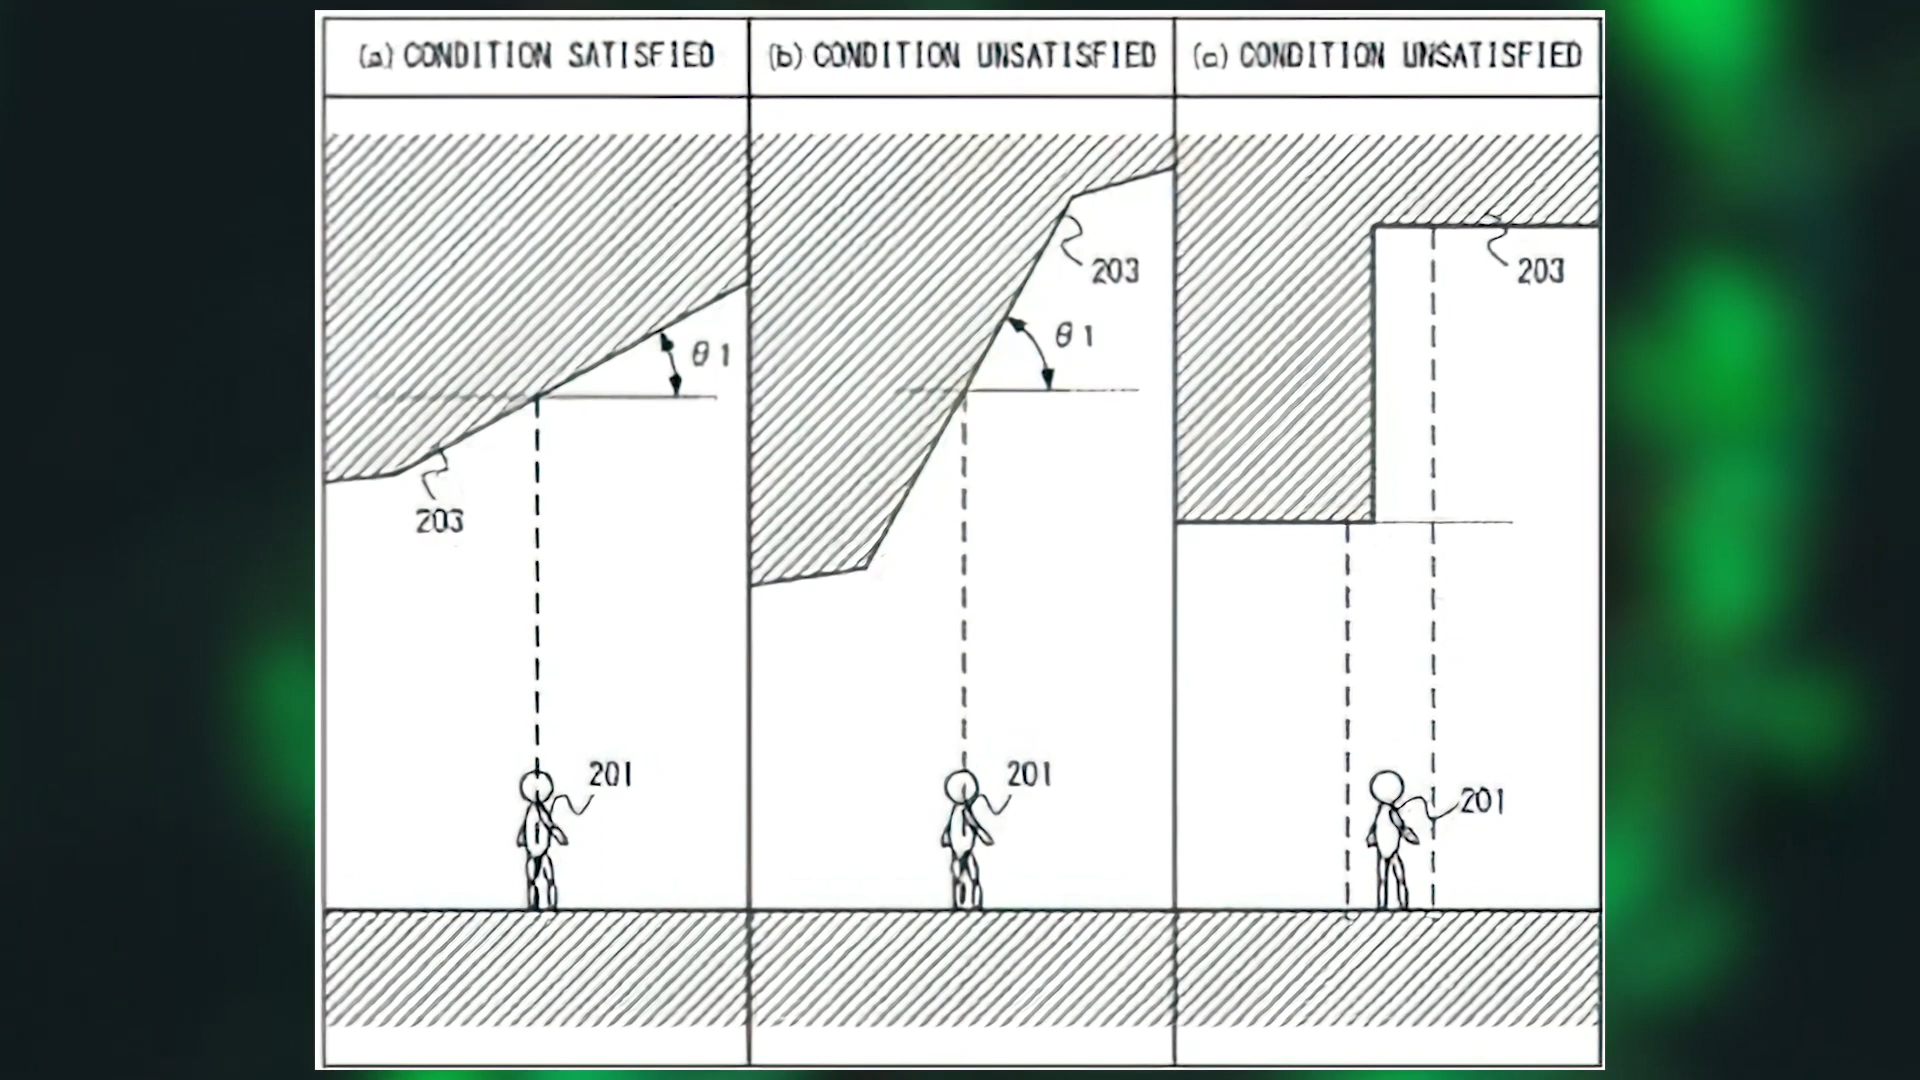 (a) CONDITION SATISFIED
(b) CONDITION UNSATISFIED
(c) CONDITION UNSATISFIED
203
203
θ1
θ1
203
201
201
201